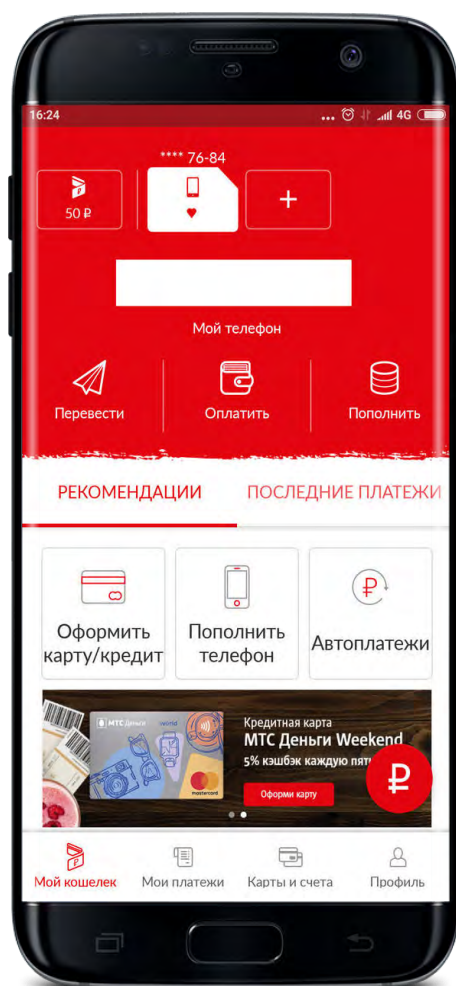 16:24
... 4G
**** 76-84
50 ₽
+
Мой телефон
Перевести
Оплатить
Пополнить
РЕКОМЕНДАЦИИ
ПОСЛЕДНИЕ ПЛАТЕЖИ
Оформить
карту/кредит
Пополнить
телефон
₽
Автоплатежи
МТС Деньги
world
mastercard
Кредитная карта
МТС Деньги Weekend
5% кэшбэк каждую пятн
Оформи карту
₽
Мой кошелек
Мои платежи
Карты и счета
Профиль